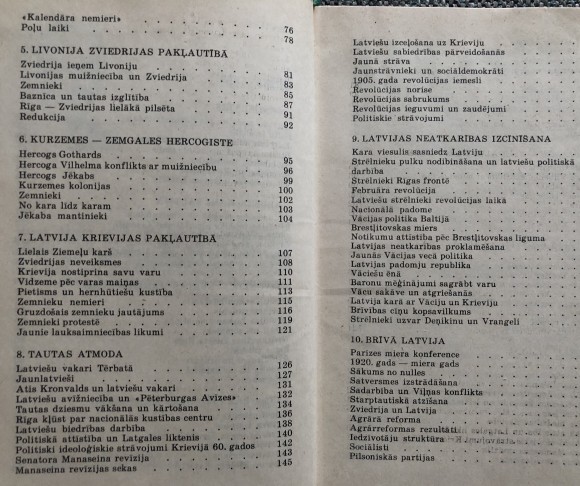 «Kalendāra nemieri» 76
Poļu laiki 78
5. LIVONIJA ZVIEDRIJAS PAKĻAUTĪBĀ
Zviedrija ieņem Livoniju 81
Livonijas muižniecība un Zviedrija 83
Zemnieki 85
Baznīca un tautas izglītība 87
Rīga — Zviedrijas lielākā pilsēta 91
Redukcija 92
6. KURZEMES — ZEMGALES HERCOGISTE
Hercogs Gothards 95
Hercoga Vilhelma konflikts ar muižniecību 96
Hercogs Jēkabs 99
Kurzemes kolonijas 100
Zemnieki 102
No kara līdz karam 103
Jēkaba mantinieki 104
7. LATVIJA KRIEVIJAS PAKĻAUTĪBĀ
Lielais Ziemeļu karš 107
Zviedrijas neveiksmes 108
Krievija nostiprina savu varu 110
Vidzeme pēc varas maiņas 111
Piētisms un hernhūtiešu kustība 113
Zemnieku nemieri 115
Gruzdošais zemnieku jautājums 116
Zemnieki protestē 119
Jaunie lauksaimniecības likumi 121
8. TAUTAS ATMODA
Latviešu vakari Tērbatā 126
Jaunlatvieši 127
Atis Kronvalds un latviešu vakari 131
Latviešu avīžniecība un «Pēterburgas Avīzes» 132
Tautas dziesmu vākšana un kārtošana 134
Rīga kļūst par nacionālās kustības centru 136
Latviešu biedrības darbība 138
Politiskā attīstība un Latgales liktenis 140
Politiski ideoloģiskie strāvojumi Krievijā 60. gados 142
Senatora Manaseina revīzija 143
Manaseina revīzijas sekas 145
Latviešu izceļošana uz Krieviju
Latviešu sabiedrības pārveidošanās
Jaunā strāva
Jaunstrāvnieki un sociāldemokrāti
1905. gada revolūcijas iemesli
Revolūcijas norise
Revolūcijas sabrukums
Revolūcijas ieguvumi un zaudējumi
Politiskie strāvojumi
9. LATVIJAS NEATKARĪBAS IZCĪNĪŠANA
Kara viesulis sasniedz Latviju
Strēlnieku pulku nodibināšana un latviešu politiskā
darbība
Strēlnieki Rīgas frontē
Februāra revolūcija
Latviešu strēlnieki revolūcijas laikā
Nacionālā padome
Vācijas politika Baltijā
Brestļitovskas miers
Notikumu attīstība pēc Brestļitovskas līguma
Latvijas neatkarības proklamēšana
Jaunās Vācijas vecā politika
Latvijas padomju republika
Vāciešu ēnā
Baronu mēģinājumi sagrābt varu
Vācu sakāve un atgriešanās
Latvija karā ar Vāciju un Krieviju
Brīvības cīņu kopsavilkums
Strēlnieki uzvar Deņikinu un Vrangeli
10. BRĪVĀ LATVIJA
Parīzes miera konference
1920. gads — miera gads
Sākums no nulles
Satversmes izstrādāšana
Sadarbība un Viļņas konflikts
Starptautiskā atzīšana
Zviedrija un Latvija
Agrārā reforma
Agrārreformas rezultāti
Iedzīvotāju struktūra
Sociālisti
Pilsoniskās partijas